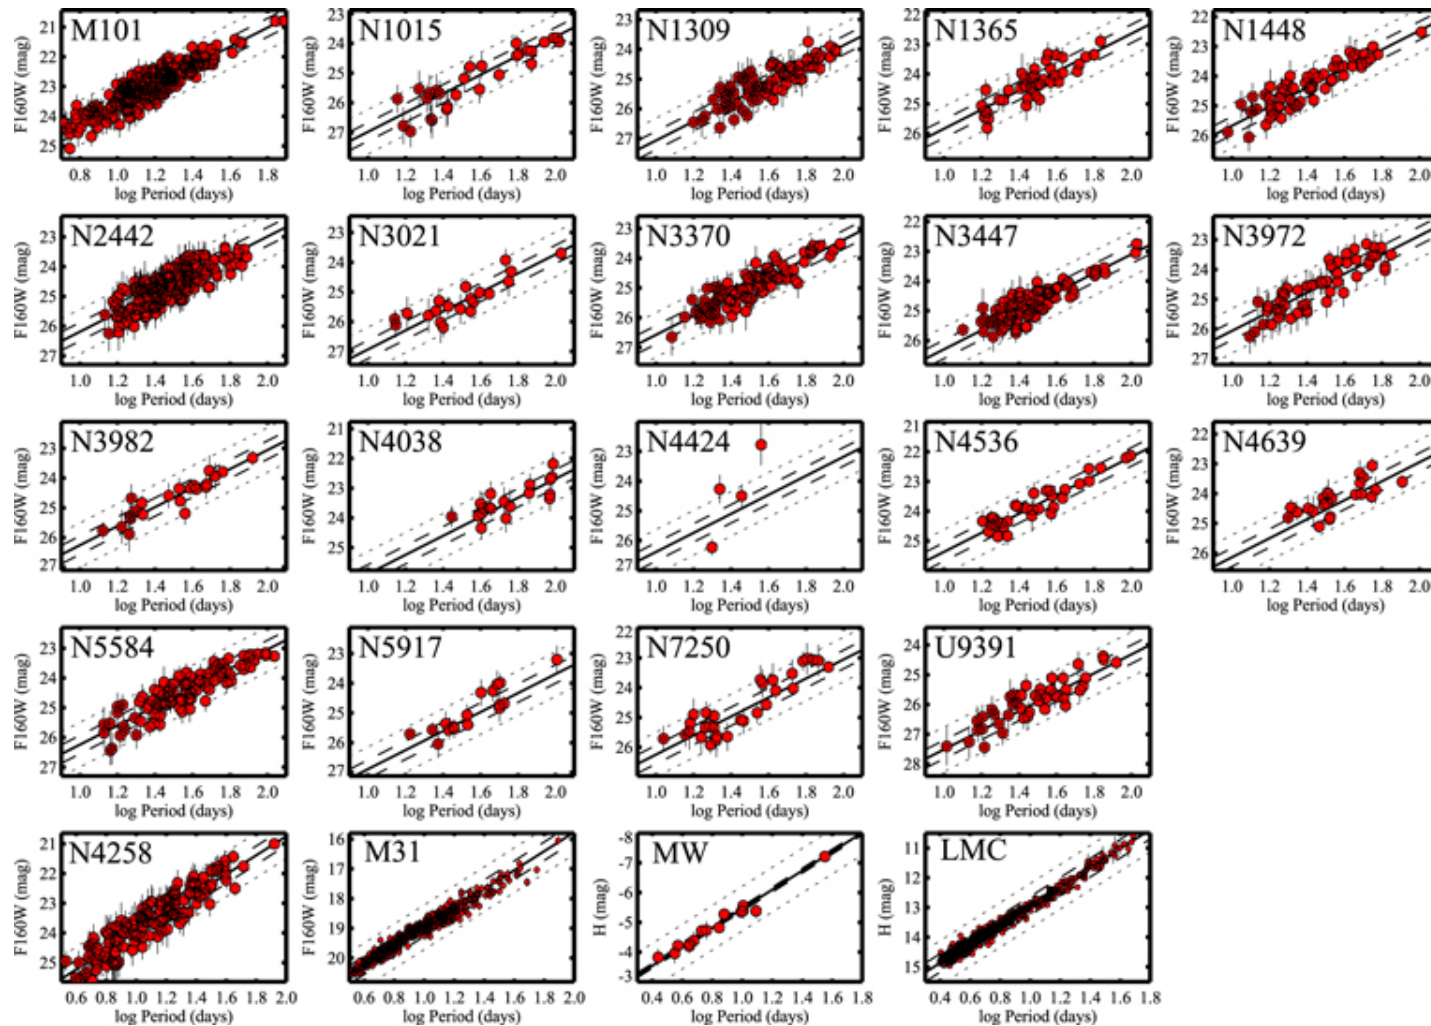 M101
F160W (mag)
21
22
23
24
25
0.8 1.0 1.2 1.4 1.6 1.8
log Period (days)
N1015
F160W (mag)
23
24
25
26
27
1.0 1.2 1.4 1.6 1.8 2.0
log Period (days)
N1309
F160W (mag)
23
24
25
26
27
1.0 1.2 1.4 1.6 1.8 2.0
log Period (days)
N1365
F160W (mag)
22
23
24
25
26
1.0 1.2 1.4 1.6 1.8 2.0
log Period (days)
N1448
F160W (mag)
22
23
24
25
26
1.0 1.2 1.4 1.6 1.8 2.0
log Period (days)
N2442
F160W (mag)
23
24
25
26
27
1.0 1.2 1.4 1.6 1.8 2.0
log Period (days)
N3021
F160W (mag)
23
24
25
26
27
1.0 1.2 1.4 1.6 1.8 2.0
log Period (days)
N3370
F160W (mag)
23
24
25
26
27
1.0 1.2 1.4 1.6 1.8 2.0
log Period (days)
N3447
F160W (mag)
22
23
24
25
26
1.0 1.2 1.4 1.6 1.8 2.0
log Period (days)
N3972
F160W (mag)
23
24
25
26
27
1.0 1.2 1.4 1.6 1.8 2.0
log Period (days)
N3982
F160W (mag)
23
24
25
26
27
1.0 1.2 1.4 1.6 1.8 2.0
log Period (days)
N4038
F160W (mag)
21
22
23
24
25
1.0 1.2 1.4 1.6 1.8 2.0
log Period (days)
N4424
F160W (mag)
23
24
25
26
27
1.0 1.2 1.4 1.6 1.8 2.0
log Period (days)
N4536
F160W (mag)
21
22
23
24
25
1.0 1.2 1.4 1.6 1.8 2.0
log Period (days)
N4639
F160W (mag)
22
23
24
25
26
1.0 1.2 1.4 1.6 1.8 2.0
log Period (days)
N5584
F160W (mag)
23
24
25
26
27
1.0 1.2 1.4 1.6 1.8 2.0
log Period (days)
N5917
F160W (mag)
23
24
25
26
27
1.0 1.2 1.4 1.6 1.8 2.0
log Period (days)
N7250
F160W (mag)
22
23
24
25
26
1.0 1.2 1.4 1.6 1.8 2.0
log Period (days)
U9391
F160W (mag)
24
25
26
27
28
1.0 1.2 1.4 1.6 1.8 2.0
log Period (days)
N4258
F160W (mag)
21
22
23
24
25
0.6 0.8 1.0 1.2 1.4 1.6 1.8 2.0
log Period (days)
M31
F160W (mag)
16
17
18
19
20
0.6 0.8 1.0 1.2 1.4 1.6 1.8 2.0
log Period (days)
MW
H (mag)
-8
-7
-6
-5
-4
-3
0.4 0.6 0.8 1.0 1.2 1.4 1.6 1.8
log Period (days)
LMC
H (mag)
11
12
13
14
15
0.4 0.6 0.8 1.0 1.2 1.4 1.6 1.8
log Period (days)